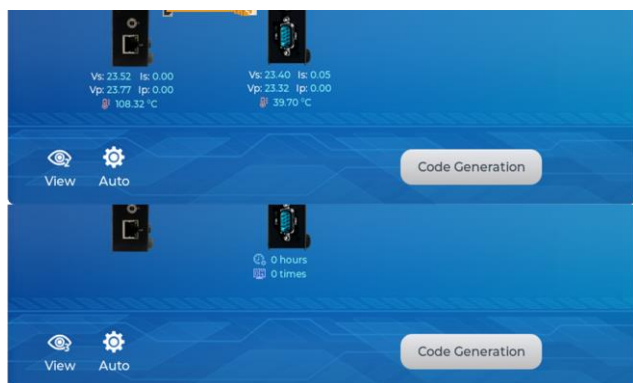 Vs: 23.52 Is: 0.00
Vp: 23.77 Ip: 0.00
108.32 °C
Vs: 23.40 Is: 0.05
Vp: 23.32 Ip: 0.00
39.70 °C
2
View
Auto
Code Generation
0 hours
0 times
3
View
Auto
Code Generation